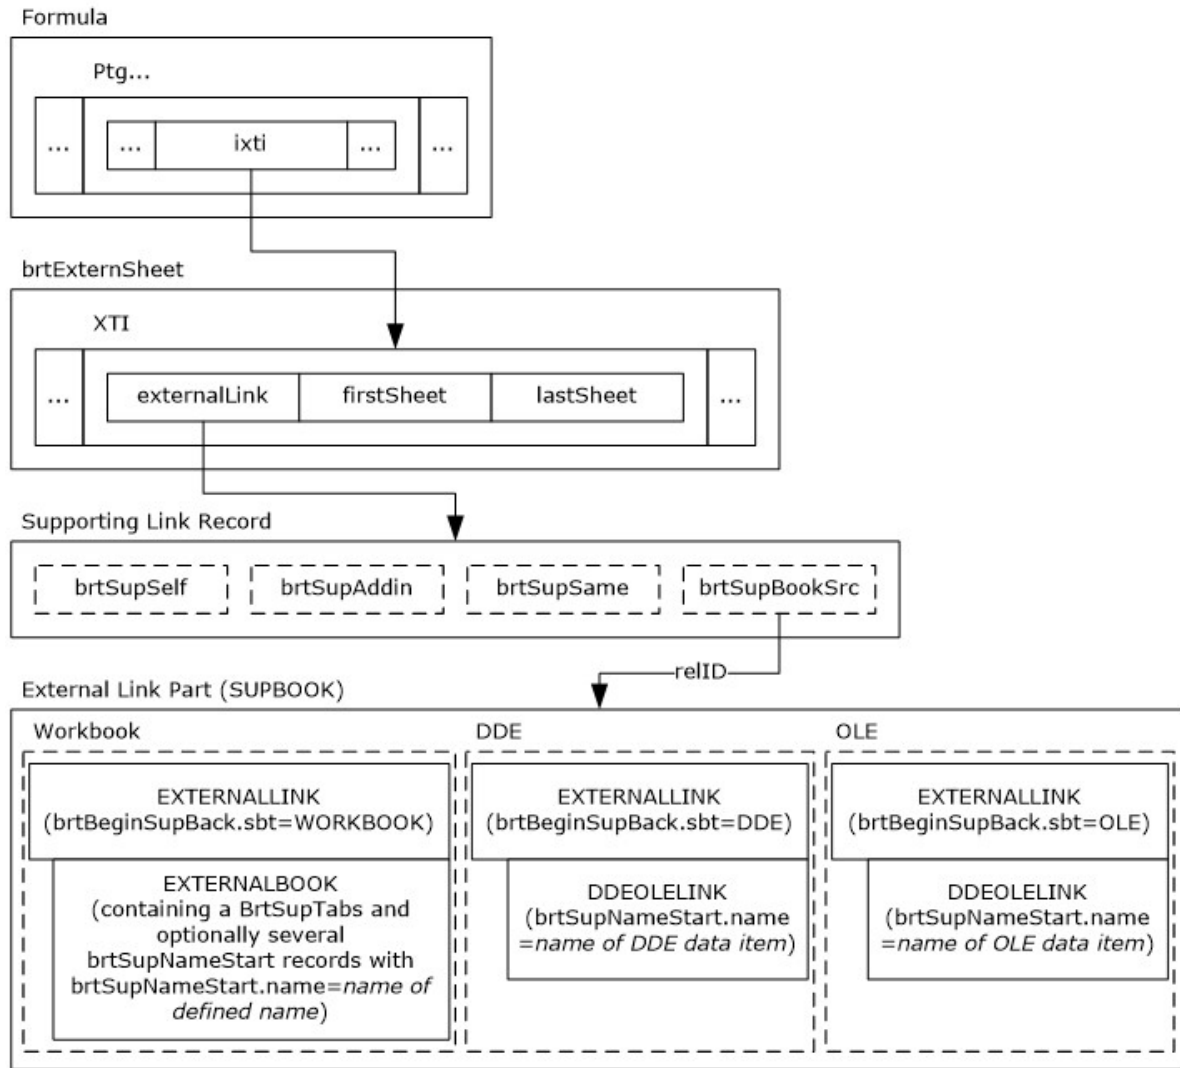 Formula
Ptg...
...
...
ixti
...
...
brtExternSheet
XTI
...
externalLink
firstSheet
lastSheet
...
Supporting Link Record
brtSupSelf
brtSupAddin
brtSupSame
brtSupBookSrc
relID
External Link Part (SUPBOOK)
Workbook
EXTERNALLINK
(brtBeginSupBack.sbt=WORKBOOK)
EXTERNALBOOK
(containing a BrtSupTabs and
optionally several
brtSupNameStart records with
brtSupNameStart.name=name of
defined name)
DDE
EXTERNALLINK
(brtBeginSupBack.sbt=DDE)
DDEOLELINK
(brtSupNameStart.name
=name of DDE data item)
OLE
EXTERNALLINK
(brtBeginSupBack.sbt=OLE)
DDEOLELINK
(brtSupNameStart.name
=name of OLE data item)